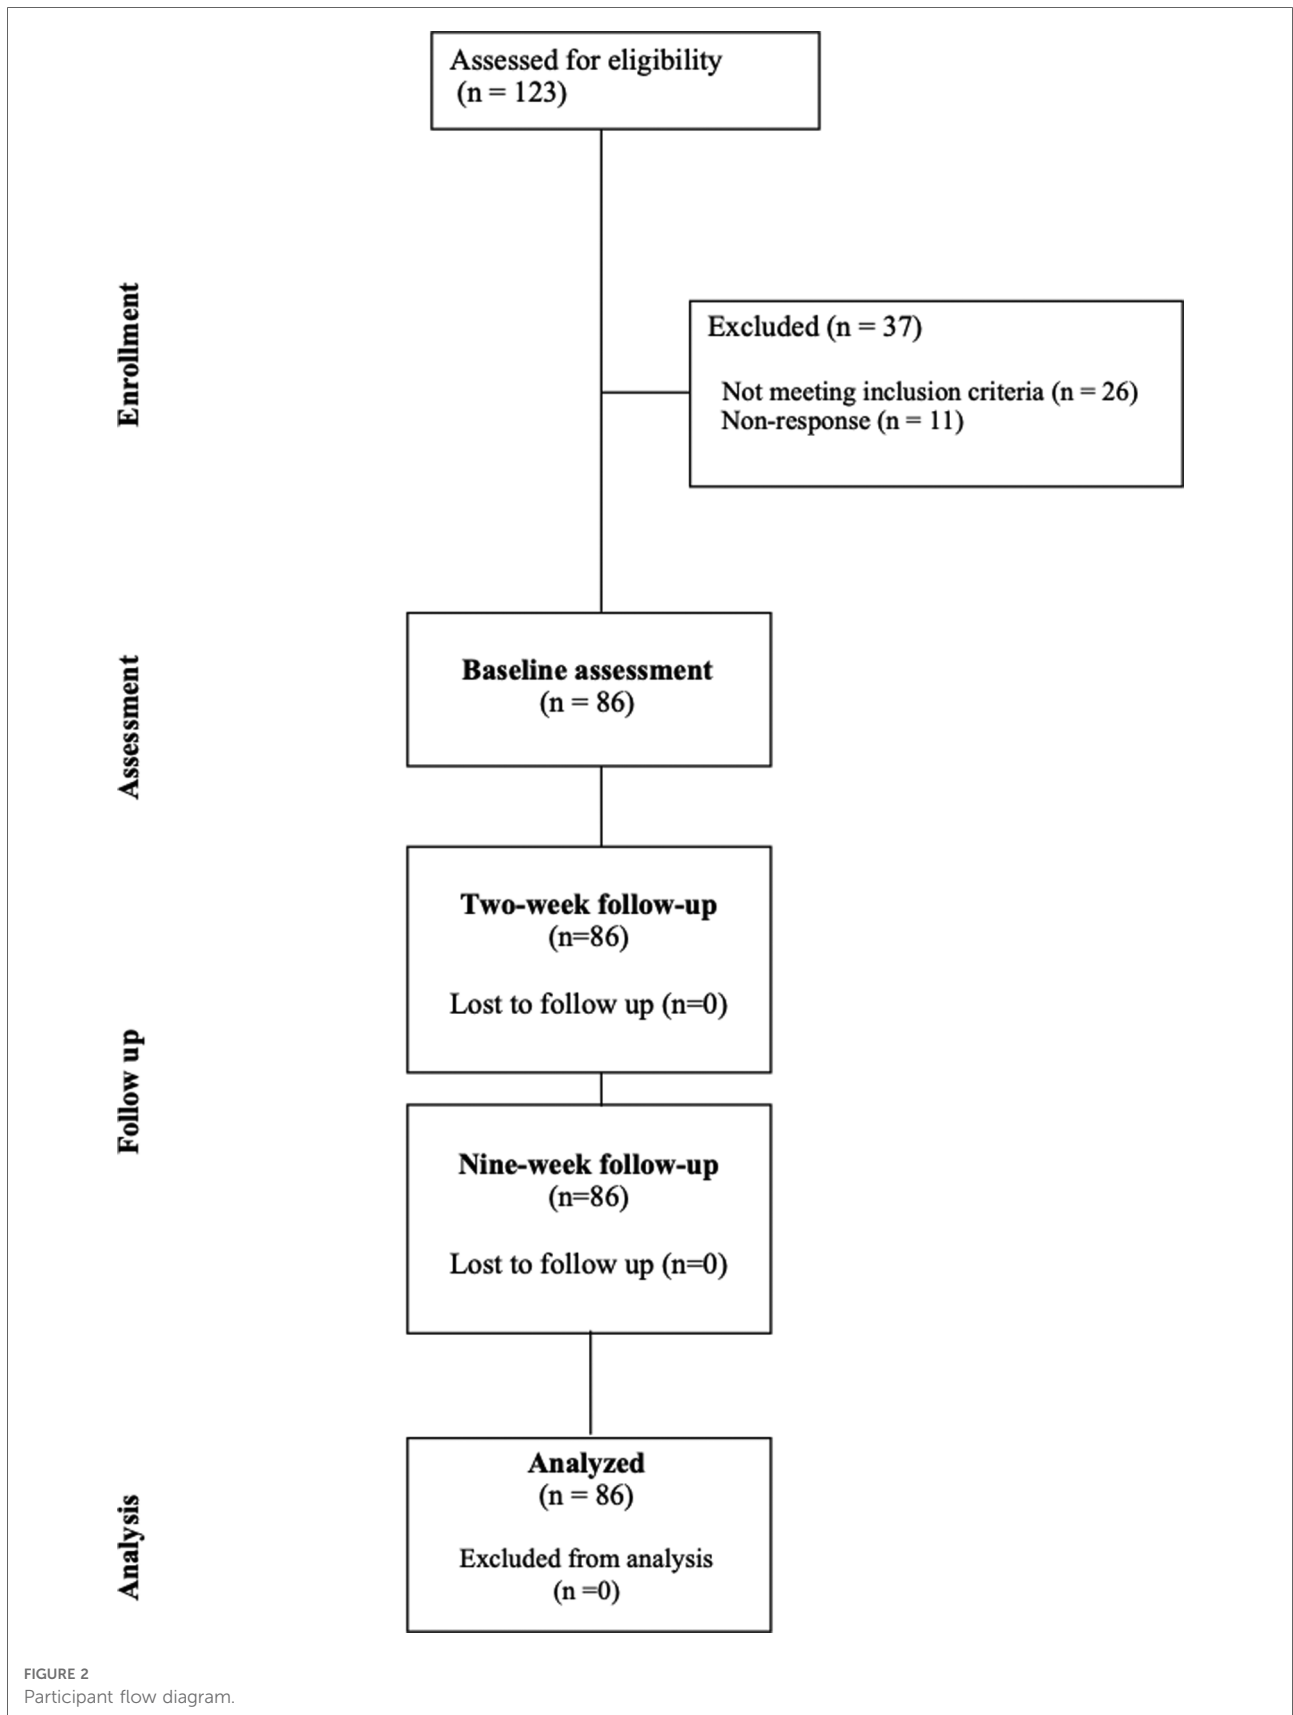 Assessed for eligibility
(n = 123)
Enrollment
Excluded (n = 37)
Not meeting inclusion criteria (n = 26)
Non-response (n = 11)
Assessment
Baseline assessment
(n = 86)
Follow up
Two-week follow-up
(n=86)
Lost to follow up (n=0)
Nine-week follow-up
(n=86)
Lost to follow up (n=0)
Analysis
Analyzed
(n = 86)
Excluded from analysis
(n =0)
FIGURE 2
Participant flow diagram.